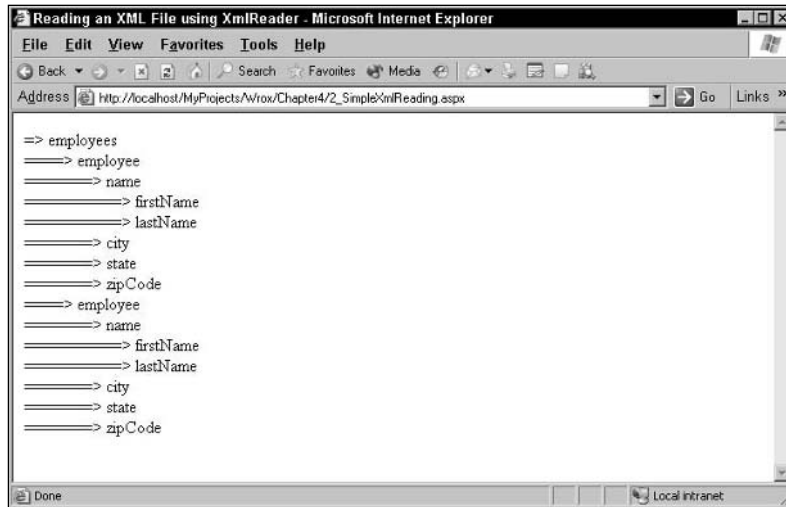 Reading an XML File using XmlReader - Microsoft Internet Explorer
File Edit View Favorites Tools Help
Back Search Favorites Media
Address http://localhost/MyProjects/Wrox/Chapter4/2_SimpleXmlReading.aspx Go Links »
=> employees
=====> employee
=========> name
=============> firstName
=============> lastName
=========> city
=========> state
=========> zipCode
=====> employee
=========> name
=============> firstName
=============> lastName
=========> city
=========> state
=========> zipCode
Done Local intranet